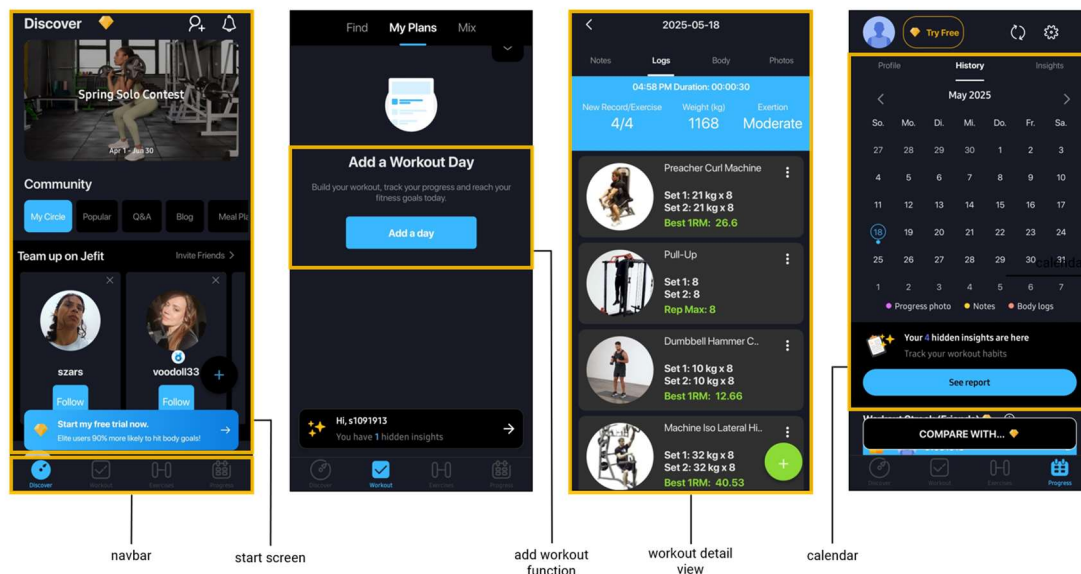 Discover
Spring Solo Contest
Apr 1 - Jun 30
Community
My Circle Popular Q&A Blog Meal Pla
Team up on Jefit Invite Friends >
szars voodoll33
Follow Follow
Start my free trial now.
Elite users 90% more likely to hit body goals!
Discover Workout Exercises Progress
Find My Plans Mix
Add a Workout Day
Build your workout, track your progress and reach your
fitness goals today.
Add a day
Hi, s1091913
You have 1 hidden insights
Discover Workout Exercises Progress
2025-05-18
Notes Logs Body Photos
04:58 PM Duration: 00:00:30
New Record/Exercise Weight (kg) Exertion
4/4 1168 Moderate
Preacher Curl Machine
Set 1: 21 kg x 8
Set 2: 21 kg x 8
Best 1RM: 26.6
Pull-Up
Set 1: 8
Set 2: 8
Rep Max: 8
Dumbbell Hammer C..
Set 1: 10 kg x 8
Set 2: 10 kg x 8
Best 1RM: 12.66
Machine Iso Lateral Hi..
Set 1: 32 kg x 8
Set 2: 32 kg x 8
Best 1RM: 40.53
Try Free
Profile History Insights
May 2025
So. Mo. Di. Mi. Do. Fr. Sa.
27 28 29 30 1 2 3
4 5 6 7 8 9 10
11 12 13 14 15 16 17
18 19 20 21 22 23 24
25 26 27 28 29 30 31
calendar
1 2 3 4 5 6 7
Progress photo Notes Body logs
Your 4 hidden insights are here
Track your workout habits
See report
Workout Streak (Friends)
COMPARE WITH...
Discover Workout Exercises Progress
navbar
start screen
add workout
function
workout detail
view
calendar